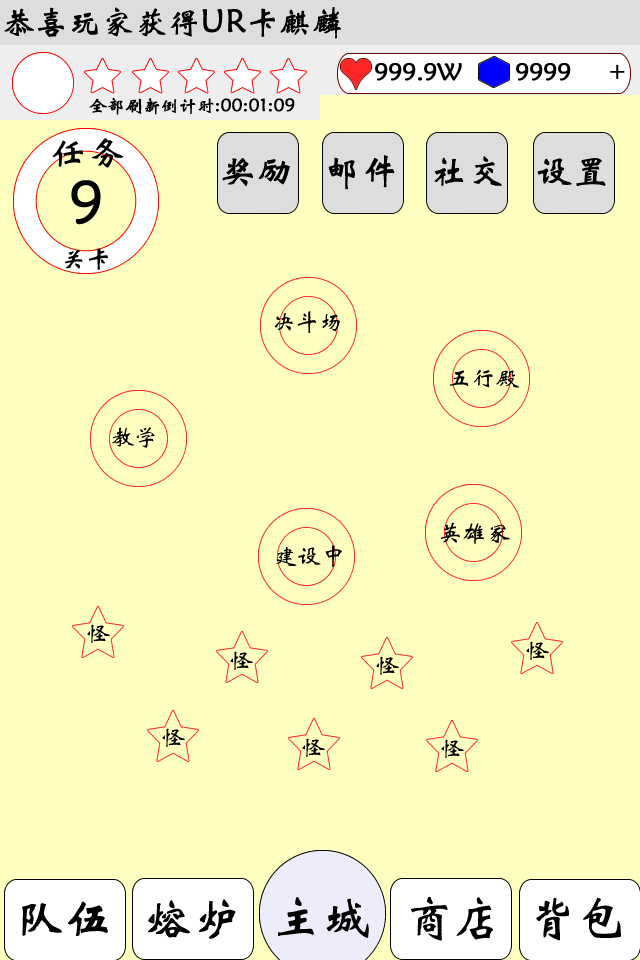 恭喜玩家获得UR卡麒麟
999.9W 9999 +
全部刷新倒计时:00:01:09
任务
9
关卡
奖励 邮件 社交 设置
决斗场
五行殿
教学
英雄冢
建设中
怪 怪 怪 怪
怪 怪 怪
队伍 熔炉 主城 商店 背包